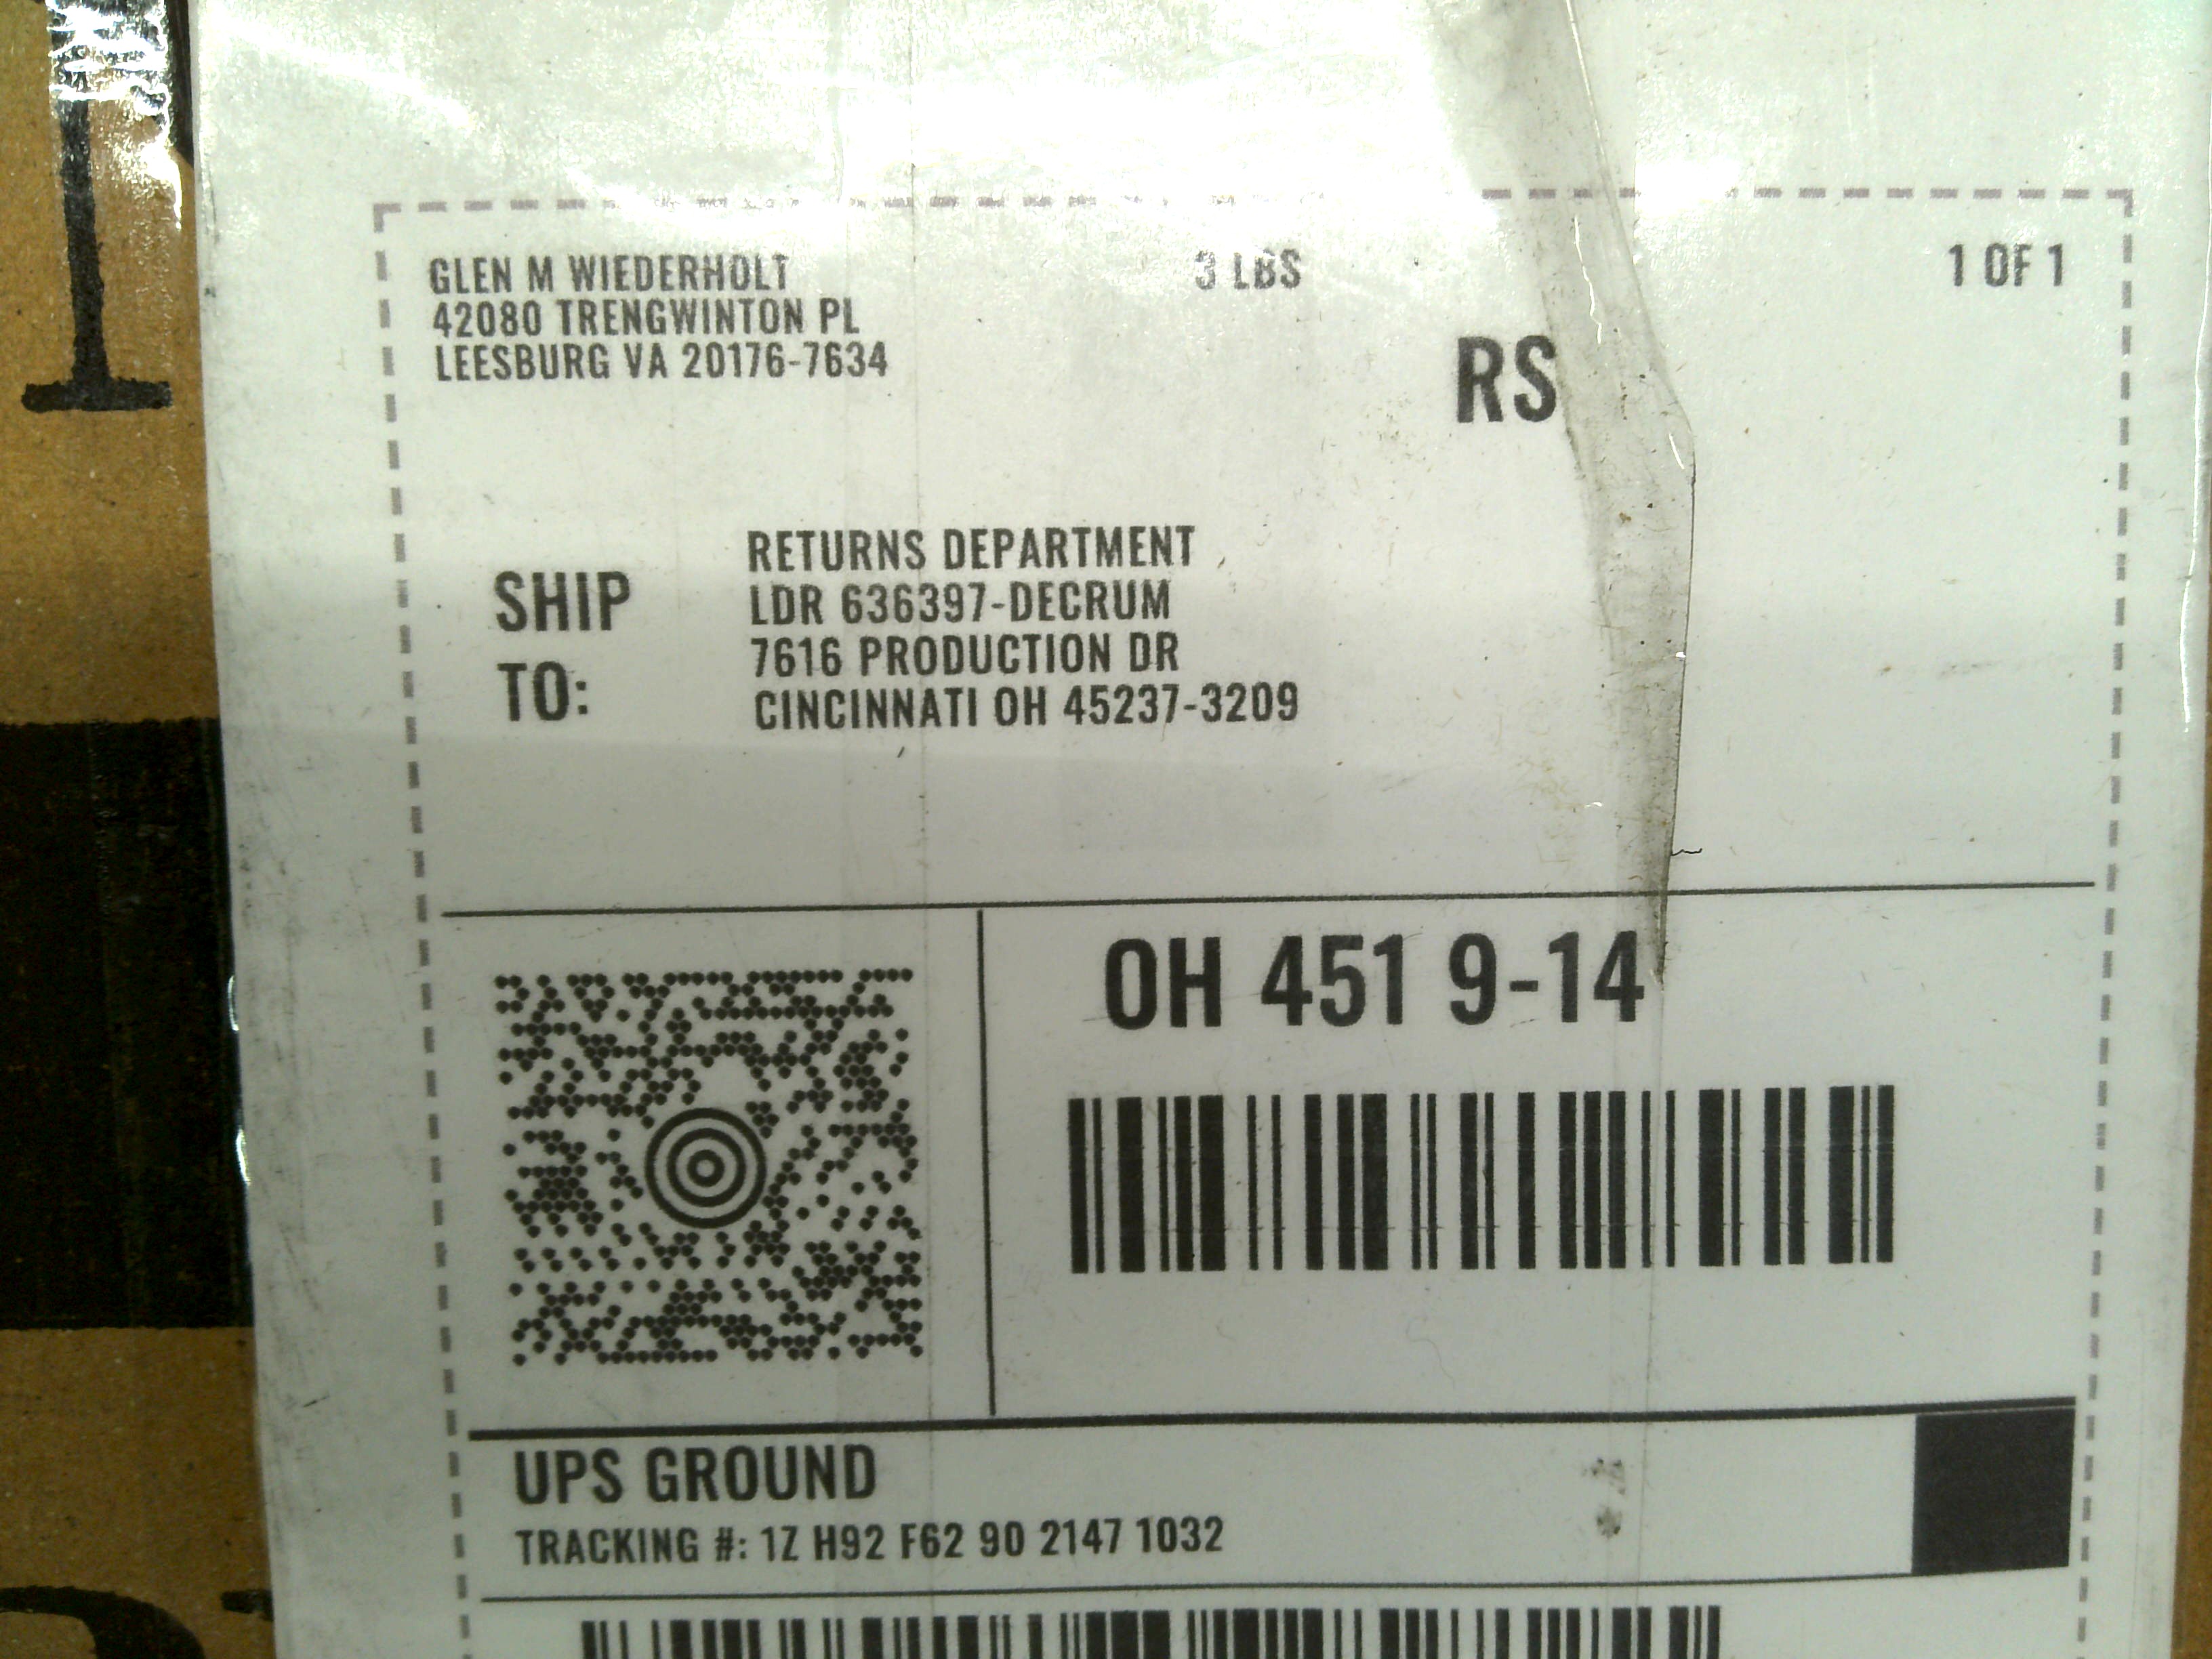 GLEN M WIEDERHOLT
42080 TRENGWINTON PL
LEESBURG VA 20176-7634
3 LBS
1 OF 1
RS
SHIP TO:
RETURNS DEPARTMENT
LDR 636397-DECRUM
7616 PRODUCTION DR
CINCINNATI OH 45237-3209
OH 451 9-14
UPS GROUND
TRACKING #: 1Z H92 F62 90 2147 1032